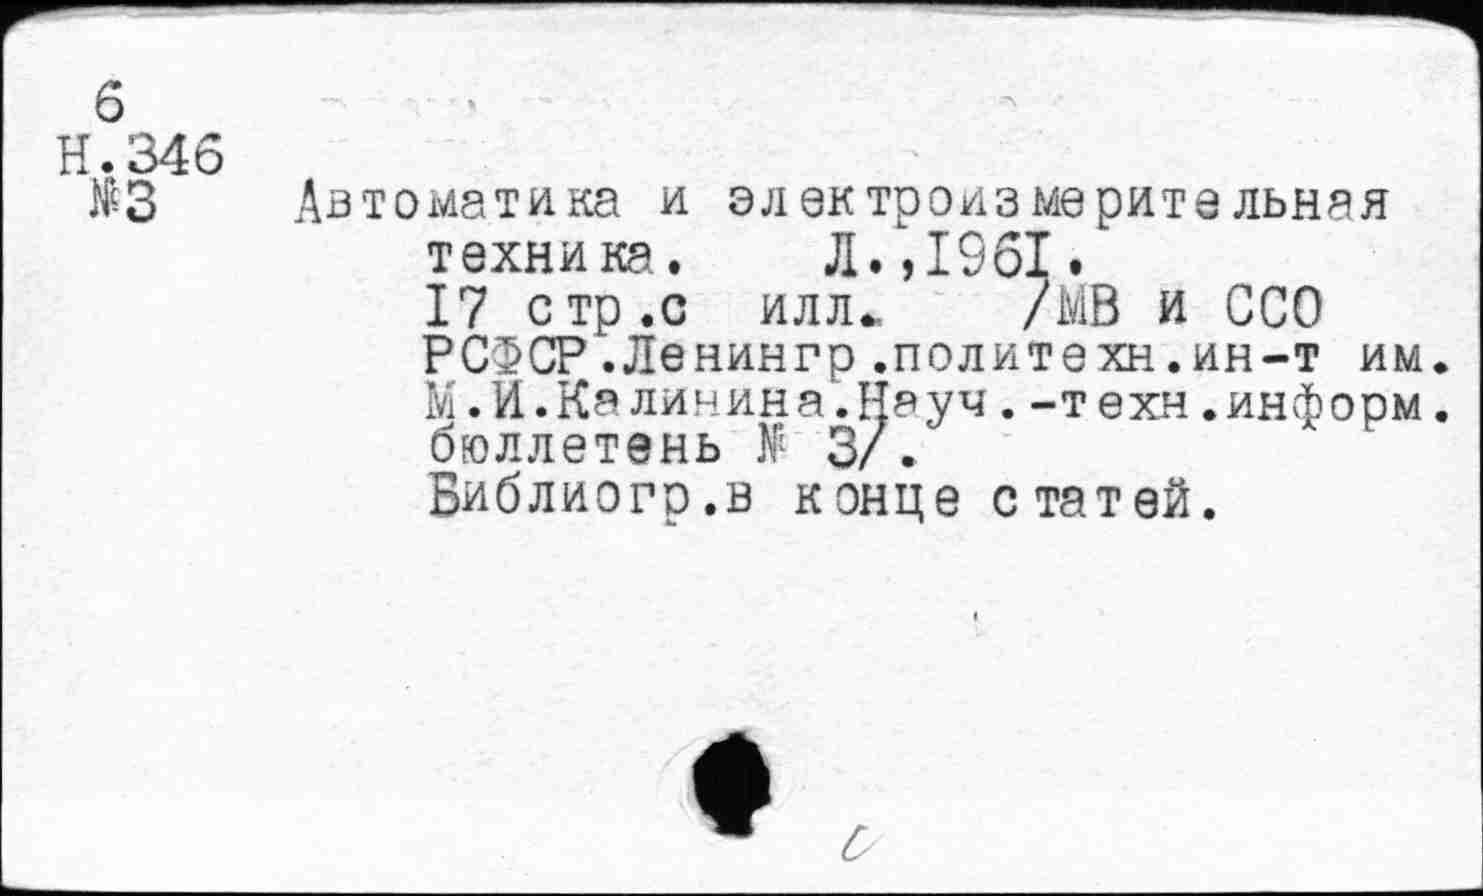 6
Н.346
№3 Автоматика и электроизмерительная
техника. Л.,1961.
17 стр.с илл. /МВ и ССО
РСФСР.Ленингр.политехн.ин-т им.
М.И.Калинина.Науч.-техн.информ.
бюллетень № 3/.
Библиогр.в конце статей.
с